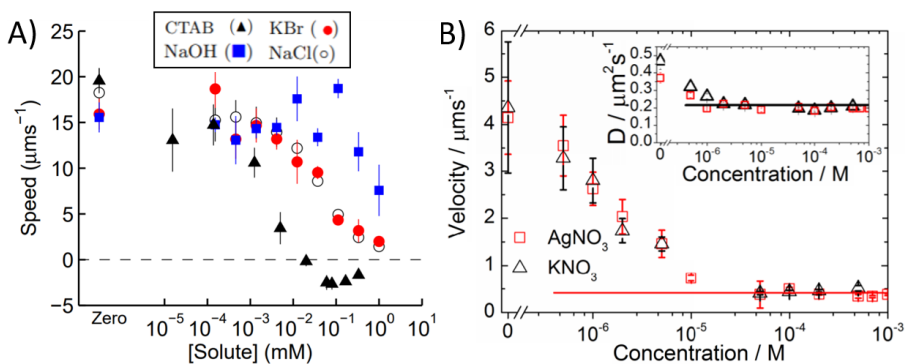 A)
CTAB (▲) KBr (●)
NaOH (■) NaCl(○)
Speed (μms⁻¹)
25
20
15
10
5
0
−5
Zero 10⁻⁵ 10⁻⁴ 10⁻³ 10⁻² 10⁻¹ 10⁰
[Solute] (mM)
B)
Velocity / μms⁻¹
6
5
4
3
2
1
0
0 10⁻⁶ 10⁻⁵ 10⁻⁴ 10⁻³
Concentration / M
AgNO₃
KNO₃
D / μm²s⁻¹
0.5
0.4
0.3
0.2
0.1
0.0
0 10⁻⁶ 10⁻⁵ 10⁻⁴ 10⁻³
Concentration / M